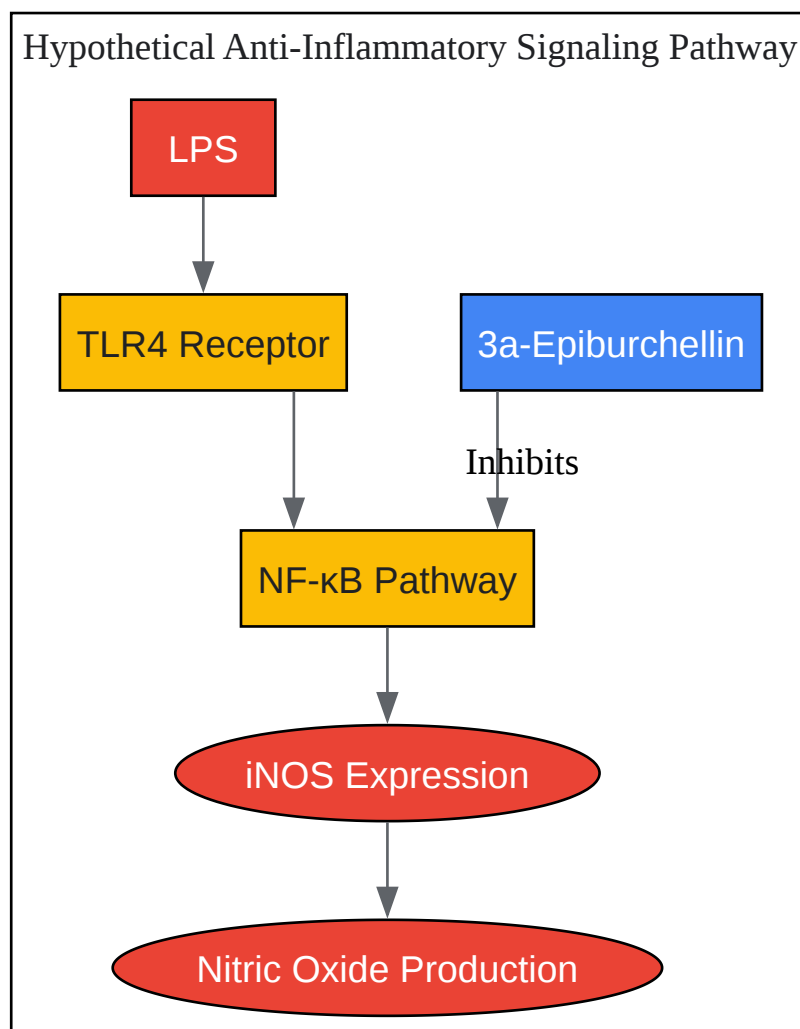 Hypothetical Anti-Inflammatory Signaling Pathway
LPS
TLR4 Receptor
3a-Epiburchellin
Inhibits
NF-κB Pathway
iNOS Expression
Nitric Oxide Production